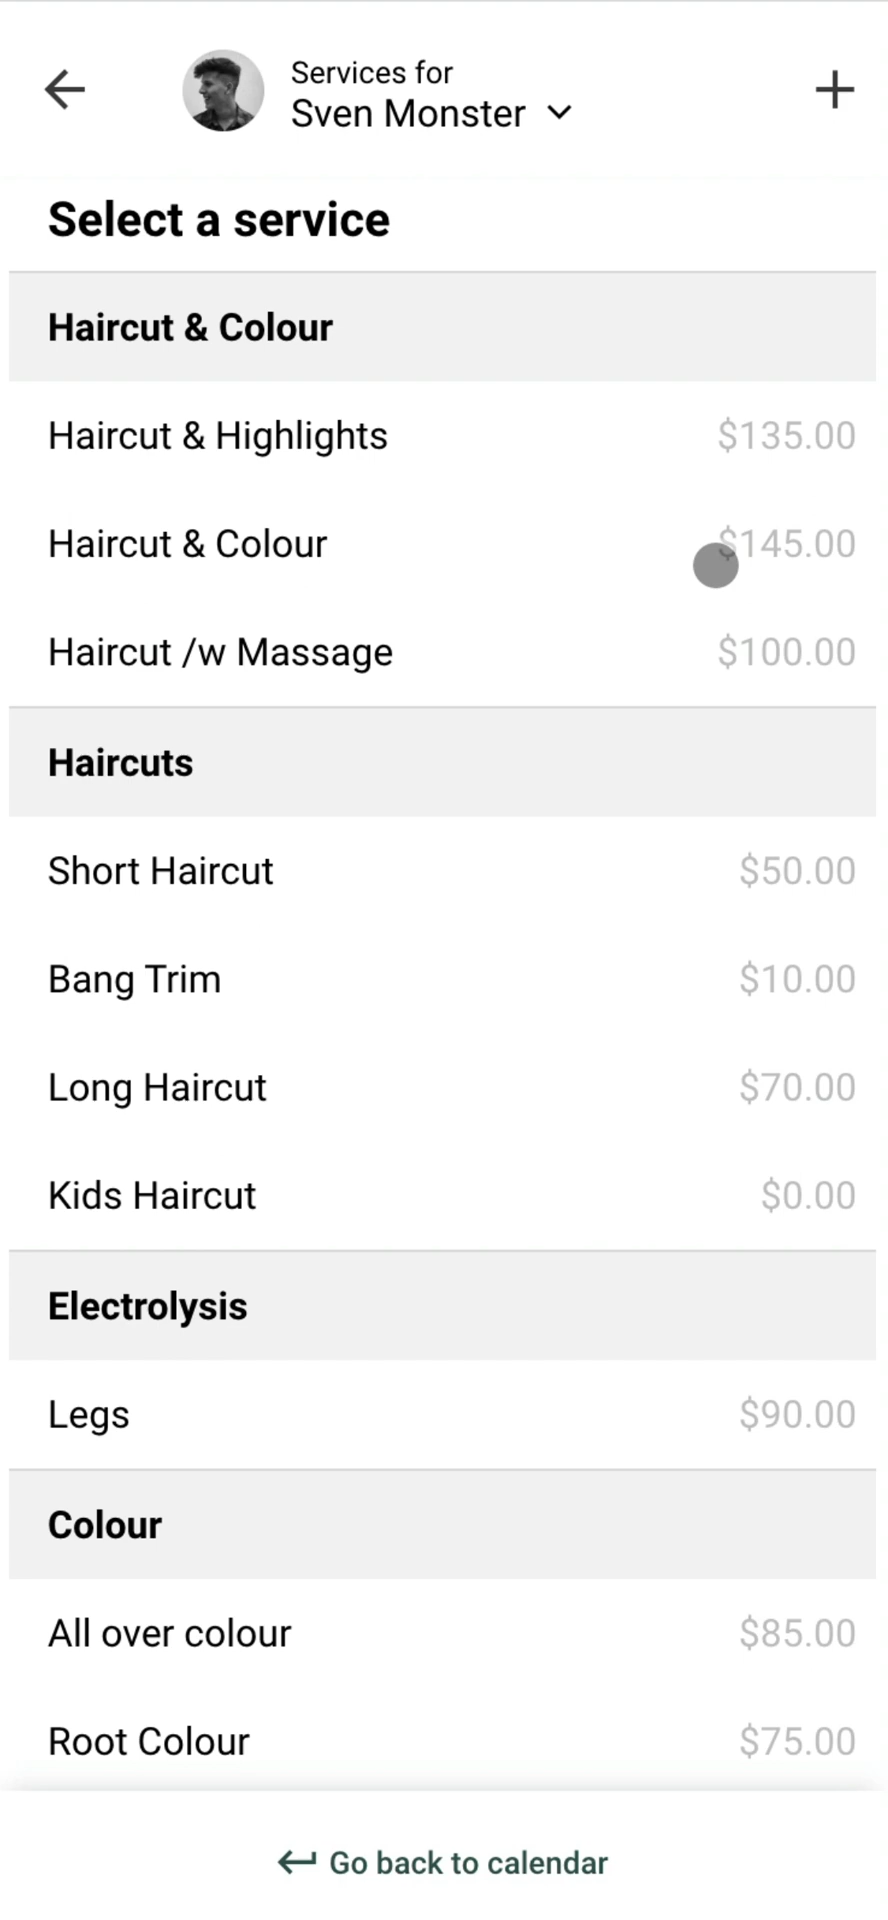 Services for
Sven Monster
Select a service
Haircut & Colour
Haircut & Highlights $135.00
Haircut & Colour $145.00
Haircut /w Massage $100.00
Haircuts
Short Haircut $50.00
Bang Trim $10.00
Long Haircut $70.00
Kids Haircut $0.00
Electrolysis
Legs $90.00
Colour
All over colour $85.00
Root Colour $75.00
Go back to calendar